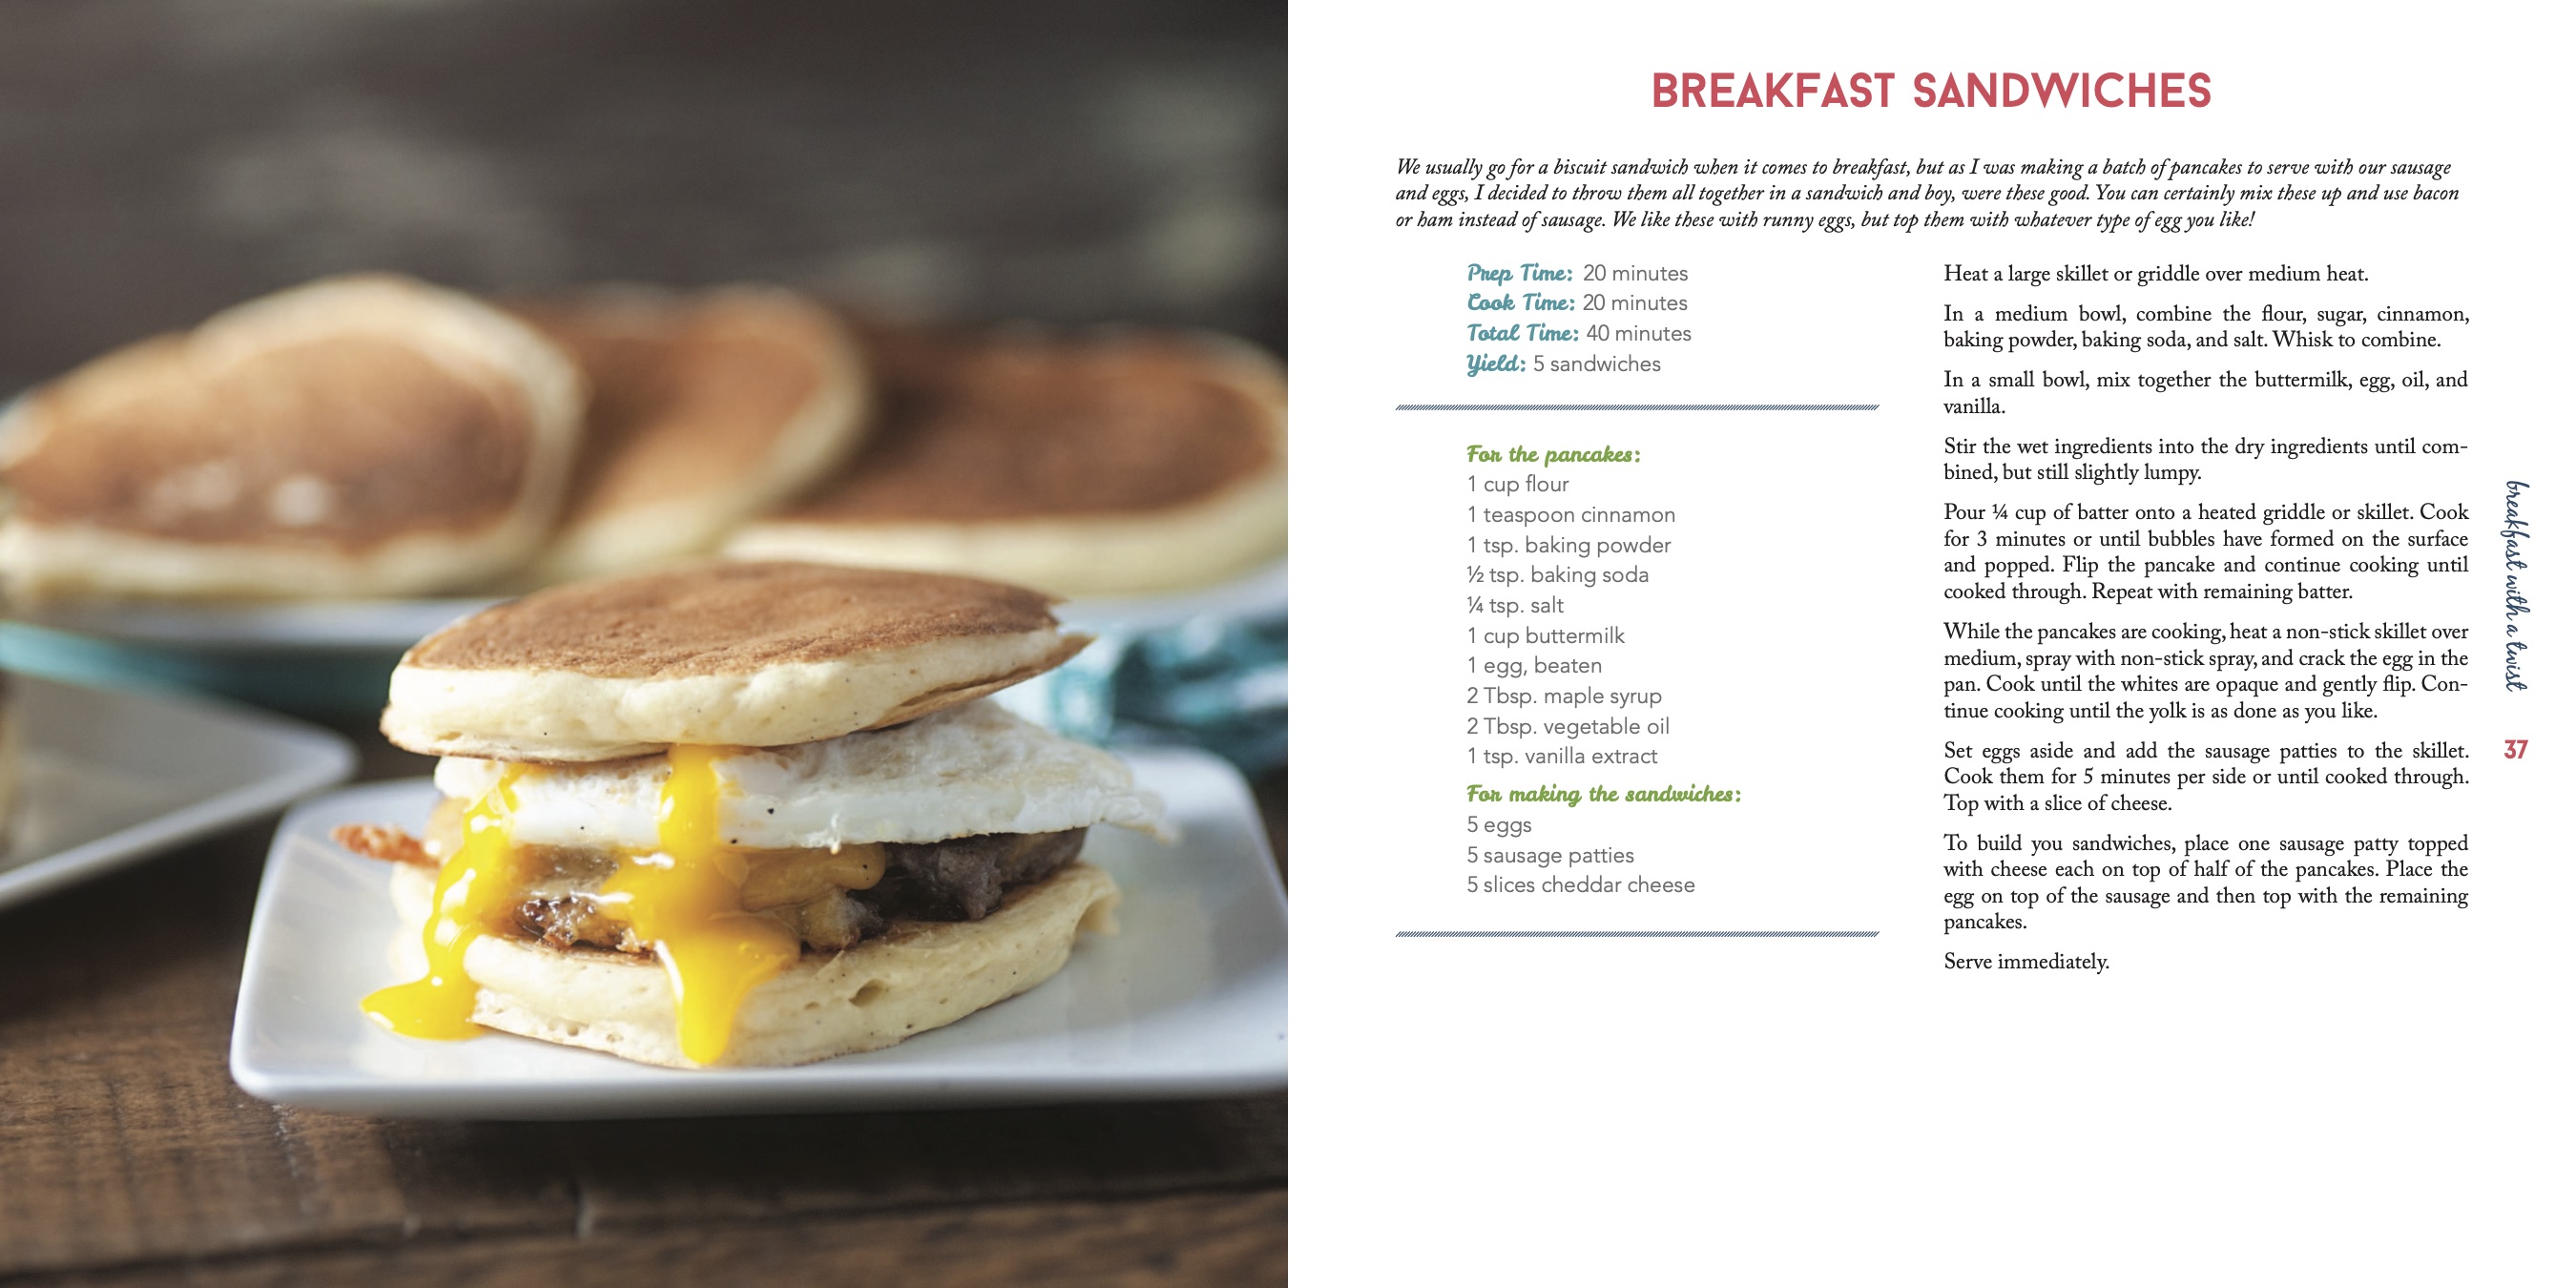 BREAKFAST SANDWICHES
We usually go for a biscuit sandwich when it comes to breakfast, but as I was making a batch of pancakes to serve with our sausage
and eggs, I decided to throw them all together in a sandwich and boy, were these good. You can certainly mix these up and use bacon
or ham instead of sausage. We like these with runny eggs, but top them with whatever type of egg you like!
Prep Time: 20 minutes
Cook Time: 20 minutes
Total Time: 40 minutes
Yield: 5 sandwiches
For the pancakes:
1 cup flour
1 teaspoon cinnamon
1 tsp. baking powder
½ tsp. baking soda
¼ tsp. salt
1 cup buttermilk
1 egg, beaten
2 Tbsp. maple syrup
2 Tbsp. vegetable oil
1 tsp. vanilla extract
For making the sandwiches:
5 eggs
5 sausage patties
5 slices cheddar cheese
Heat a large skillet or griddle over medium heat.
In a medium bowl, combine the flour, sugar, cinnamon,
baking powder, baking soda, and salt. Whisk to combine.
In a small bowl, mix together the buttermilk, egg, oil, and
vanilla.
Stir the wet ingredients into the dry ingredients until com-
bined, but still slightly lumpy.
Pour ¼ cup of batter onto a heated griddle or skillet. Cook
for 3 minutes or until bubbles have formed on the surface
and popped. Flip the pancake and continue cooking until
cooked through. Repeat with remaining batter.
While the pancakes are cooking, heat a non-stick skillet over
medium, spray with non-stick spray, and crack the egg in the
pan. Cook until the whites are opaque and gently flip. Con-
tinue cooking until the yolk is as done as you like.
Set eggs aside and add the sausage patties to the skillet.
Cook them for 5 minutes per side or until cooked through.
Top with a slice of cheese.
To build you sandwiches, place one sausage patty topped
with cheese each on top of half of the pancakes. Place the
egg on top of the sausage and then top with the remaining
pancakes.
Serve immediately.
breakfast with a twist
37